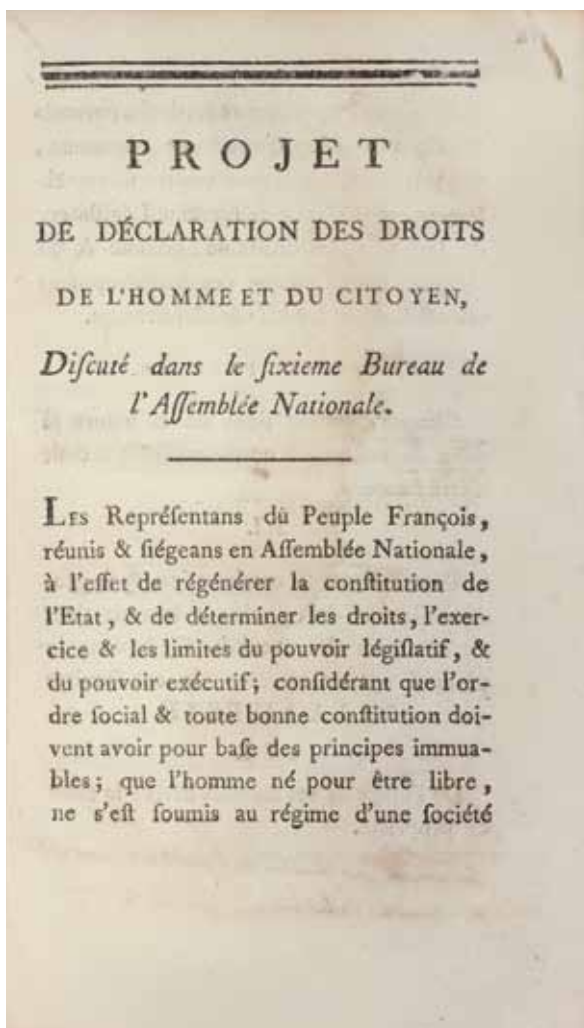 PROJET
DE DÉCLARATION DES DROITS
DE L'HOMME ET DU CITOYEN,
Diſcuté dans le ſixieme Bureau de
l'Aſſemblée Nationale.
LES Repréſentans du Peuple François,
réunis & ſiégeans en Aſſemblée Nationale,
à l'effet de régénérer la conſtitution de
l'Etat, & de déterminer les droits, l'exer-
cice & les limites du pouvoir légiſlatif, &
du pouvoir exécutif; conſidérant que l'or-
dre ſocial & toute bonne conſtitution doi-
vent avoir pour baſe des principes immua-
bles; que l'homme né pour être libre,
ne s'eſt ſoumis au régime d'une ſociété